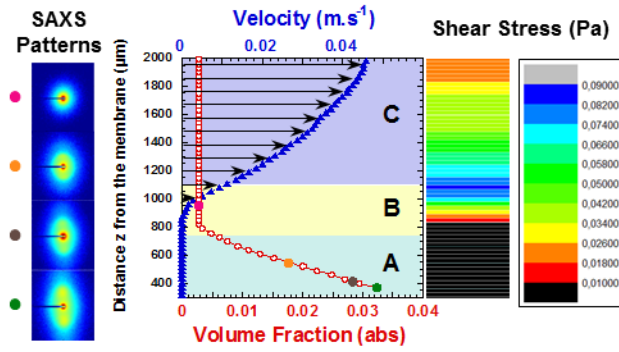 SAXS
Patterns
Velocity (m.s⁻¹)
0 0.02 0.04
Shear Stress (Pa)
Distance z from the membrane (µm)
2000
1800
1600
1400
1200
1000
800
600
400
C
B
A
0 0.01 0.02 0.03 0.04
Volume Fraction (abs)
0,09000
0,08200
0,07400
0,06600
0,05800
0,05000
0,04200
0,03400
0,02600
0,01800
0,01000